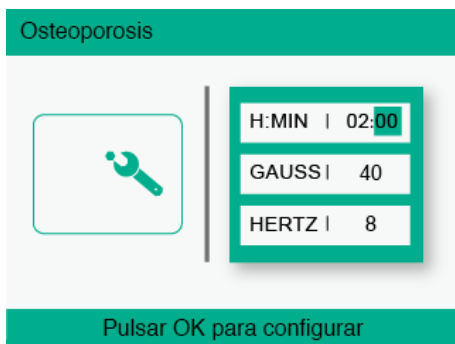 Osteoporosis
H:MIN | 02:00
GAUSS | 40
HERTZ | 8
Pulsar OK para configurar